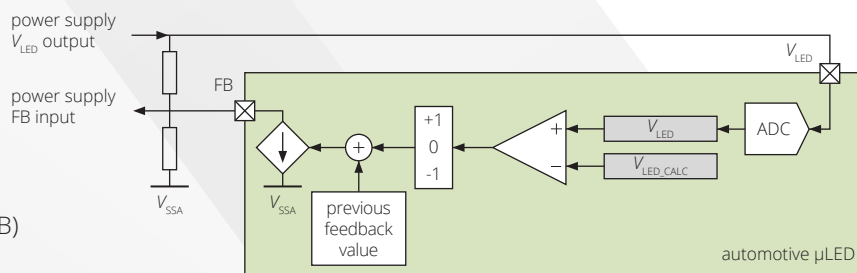 power supply
VLED output
VLED
FB
power supply
FB input
+1
0
-1
+
−
+
VLED
VLED_CALC
ADC
VSSA
VSSA
previous
feedback
value
B)
automotive µLED